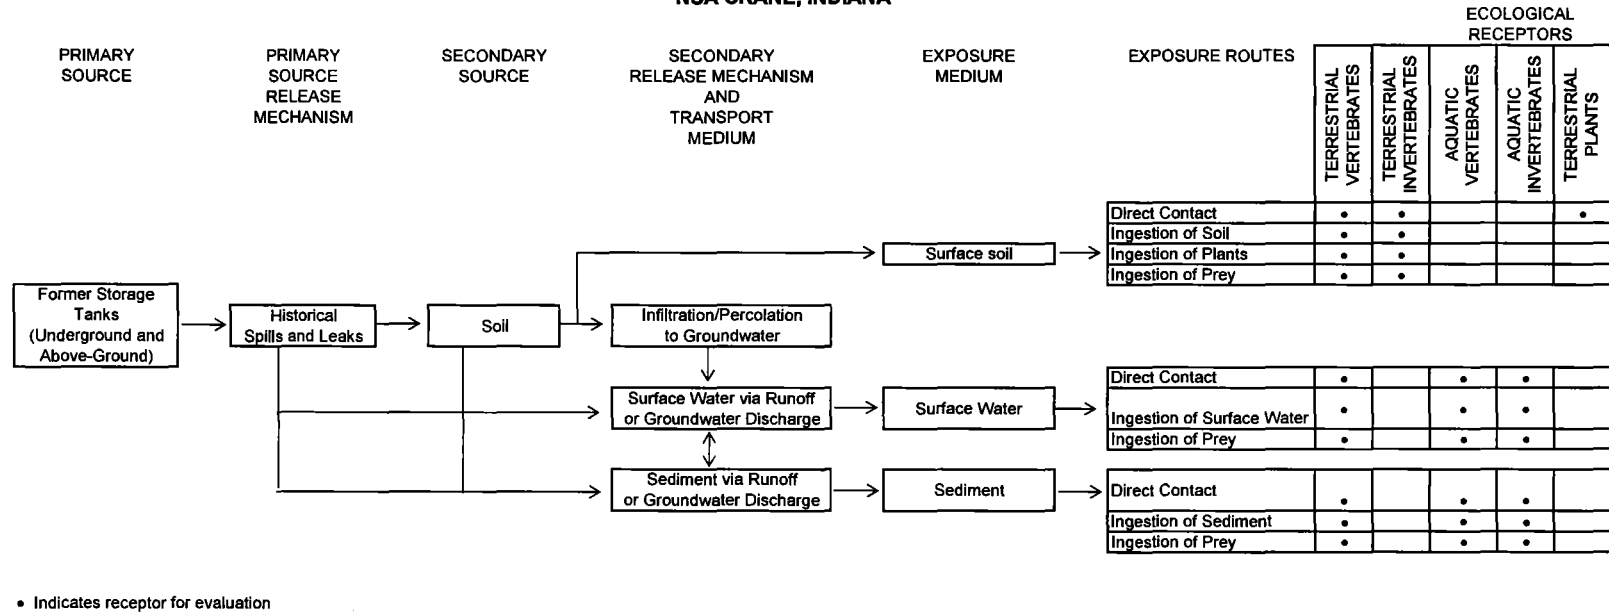 NSA CRANE, INDIANA
ECOLOGICAL
RECEPTORS
PRIMARY
SOURCE
PRIMARY
SOURCE
RELEASE
MECHANISM
SECONDARY
SOURCE
SECONDARY
RELEASE MECHANISM
AND
TRANSPORT
MEDIUM
EXPOSURE
MEDIUM
EXPOSURE ROUTES
TERRESTRIAL
VERTEBRATES
TERRESTRIAL
INVERTEBRATES
AQUATIC
VERTEBRATES
AQUATIC
INVERTEBRATES
TERRESTRIAL
PLANTS
Former Storage
Tanks
(Underground and
Above-Ground)
Historical
Spills and Leaks
Soil
Infiltration/Percolation
to Groundwater
Surface Water via Runoff
or Groundwater Discharge
Sediment via Runoff
or Groundwater Discharge
Surface soil
Surface Water
Sediment
Direct Contact • • •
Ingestion of Soil • •
Ingestion of Plants • •
Ingestion of Prey • •
Direct Contact • • •
Ingestion of Surface Water • • •
Ingestion of Prey • • •
Direct Contact • • •
Ingestion of Sediment • • •
Ingestion of Prey • • •
• Indicates receptor for evaluation